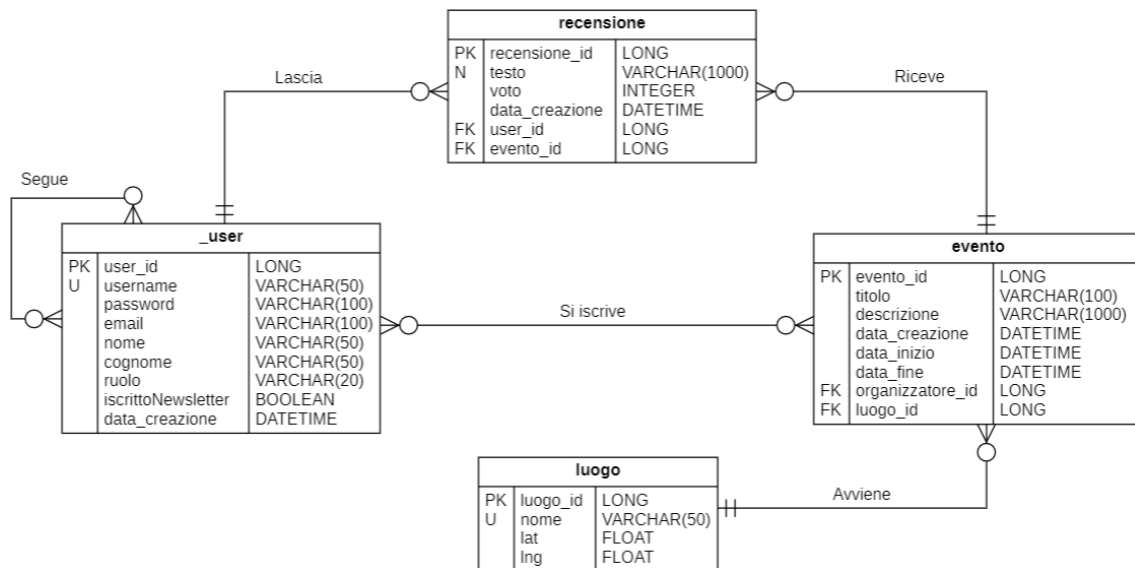 recensione
PK recensione_id LONG
N testo VARCHAR(1000)
voto INTEGER
data_creazione DATETIME
FK user_id LONG
FK evento_id LONG
Lascia
Riceve
Segue
_user
PK user_id LONG
U username VARCHAR(50)
password VARCHAR(100)
email VARCHAR(100)
nome VARCHAR(50)
cognome VARCHAR(50)
ruolo VARCHAR(20)
iscrittoNewsletter BOOLEAN
data_creazione DATETIME
Si iscrive
evento
PK evento_id LONG
titolo VARCHAR(100)
descrizione VARCHAR(1000)
data_creazione DATETIME
data_inizio DATETIME
data_fine DATETIME
FK organizzatore_id LONG
FK luogo_id LONG
Avviene
luogo
PK luogo_id LONG
U nome VARCHAR(50)
lat FLOAT
lng FLOAT